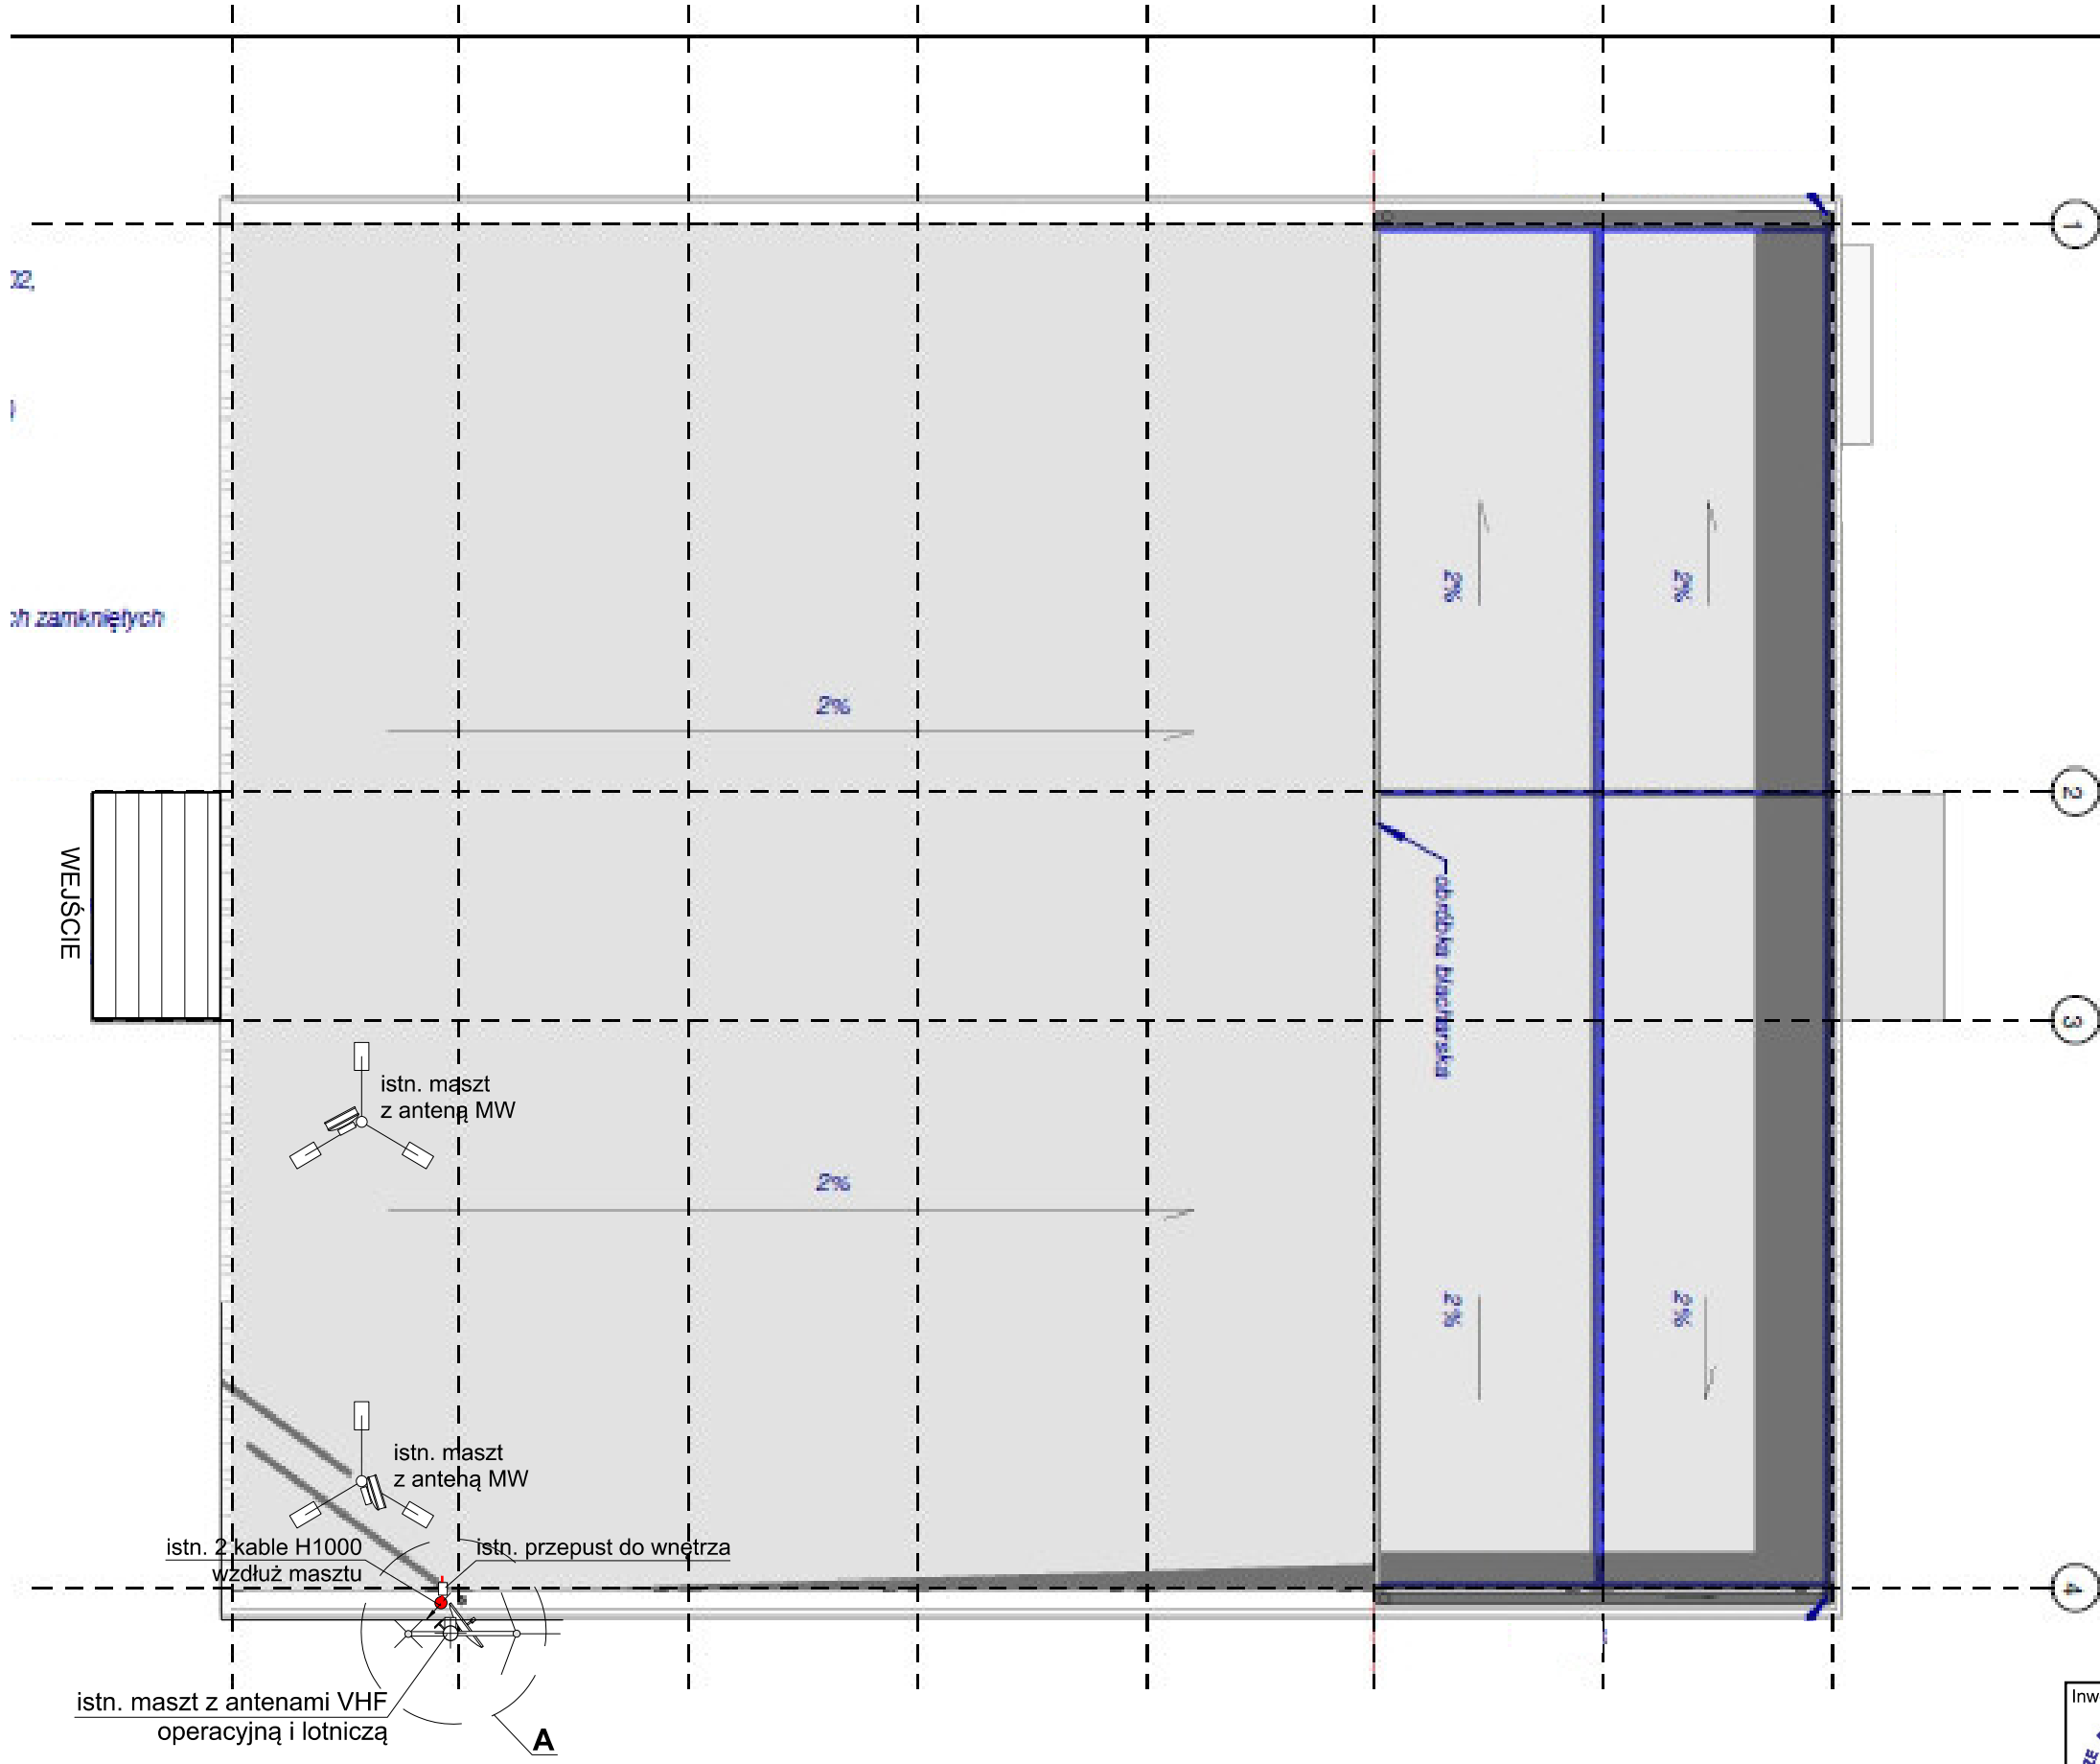 1
02,
ch zamkniętych
2%
2%
2%
2
WEJŚCIE
obróbka blacharska
3
istn. maszt
z anteną MW
2%
2%
2%
istn. maszt
z anteną MW
istn. 2 kable H1000
wzdłuż masztu
istn. przepust do wnętrza
4
istn. maszt z antenami VHF
operacyjną i lotniczą
A
Inw